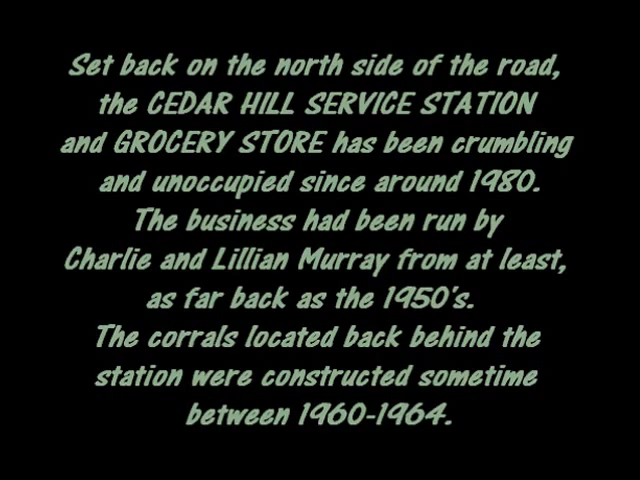 Set back on the north side of the road,
the CEDAR HILL SERVICE STATION
and GROCERY STORE has been crumbling
and unoccupied since around 1980.
The business had been run by
Charlie and Lillian Murray from at least,
as far back as the 1950's.
The corrals located back behind the
station were constructed sometime
between 1960-1964.